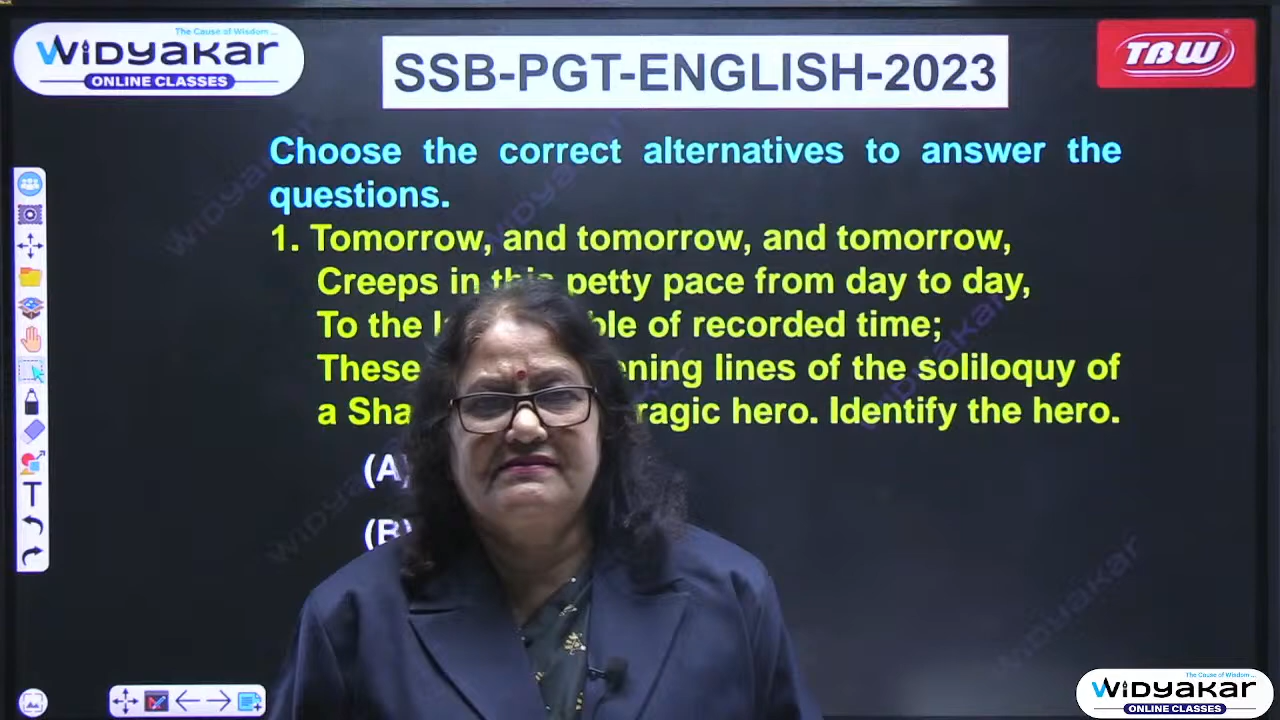 The Cause of Wisdom ...
WIDYAKAR
ONLINE CLASSES
SSB-PGT-ENGLISH-2023
TBW
Choose the correct alternatives to answer the
questions.
1. Tomorrow, and tomorrow, and tomorrow,
Creeps in this petty pace from day to day,
To the of recorded time;
These lines of the soliloquy of
a hero. Identify the hero.
(A)
(B)
The Cause of Wisdom ...
WIDYAKAR
ONLINE CLASSES